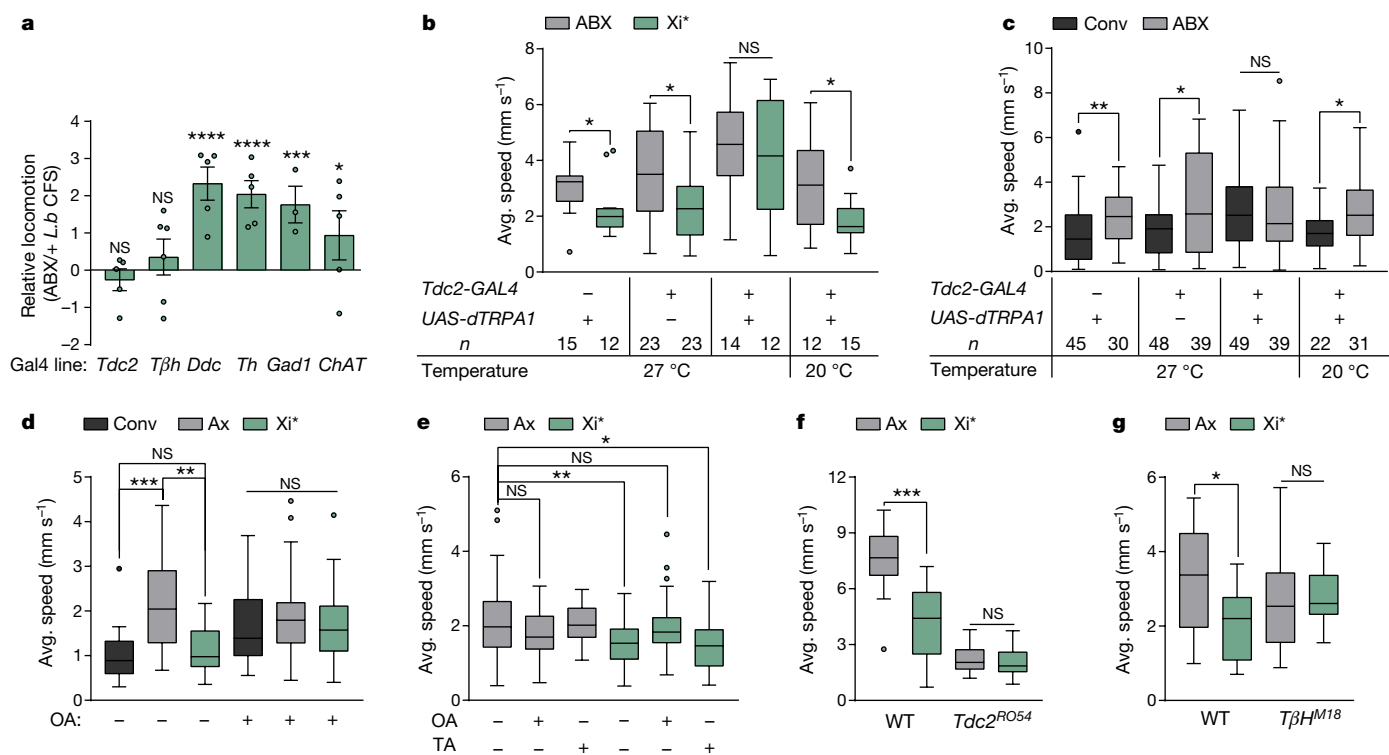 a
Relative locomotion
(ABX/+ L.b CFS)
4
3
2
1
0
−1
−2
NS
NS
****
****
***
*
Gal4 line: Tdc2 Tβh Ddc Th Gad1 ChAT
b
ABX Xi*
Avg. speed (mm s−1)
8
6
4
2
0
*
*
NS
*
Tdc2-GAL4 − + + +
UAS-dTRPA1 + − + +
n 15 12 23 23 14 12 12 15
Temperature 27 °C 20 °C
c
Conv ABX
Avg. speed (mm s−1)
10
8
6
4
2
0
**
*
NS
*
Tdc2-GAL4 − + + +
UAS-dTRPA1 + − + +
n 45 30 48 39 49 39 22 31
Temperature 27 °C 20 °C
d
Conv Ax Xi*
Avg. speed (mm s−1)
5
4
3
2
1
0
NS
*** **
NS
OA: − − − + + +
e
Ax Xi*
Avg. speed (mm s−1)
6
4
2
0
*
NS
**
NS
OA − + − − + −
TA − − + − − +
f
Ax Xi*
Avg. speed (mm s−1)
12
9
6
3
0
***
NS
WT Tdc2RO54
g
Ax Xi*
Avg. speed (mm s−1)
6
4
2
0
*
NS
WT TβHM18